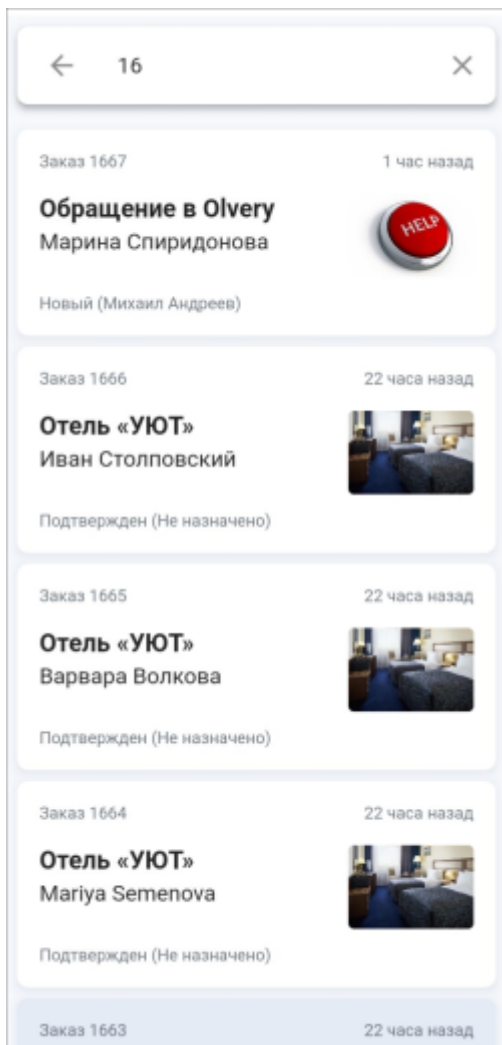 16
Заказ 1667 1 час назад
Обращение в Olvery
Марина Спиридонова
HELP
Новый (Михаил Андреев)
Заказ 1666 22 часа назад
Отель «УЮТ»
Иван Столповский
Подтвержден (Не назначено)
Заказ 1665 22 часа назад
Отель «УЮТ»
Варвара Волкова
Подтвержден (Не назначено)
Заказ 1664 22 часа назад
Отель «УЮТ»
Mariya Semenova
Подтвержден (Не назначено)
Заказ 1663 22 часа назад